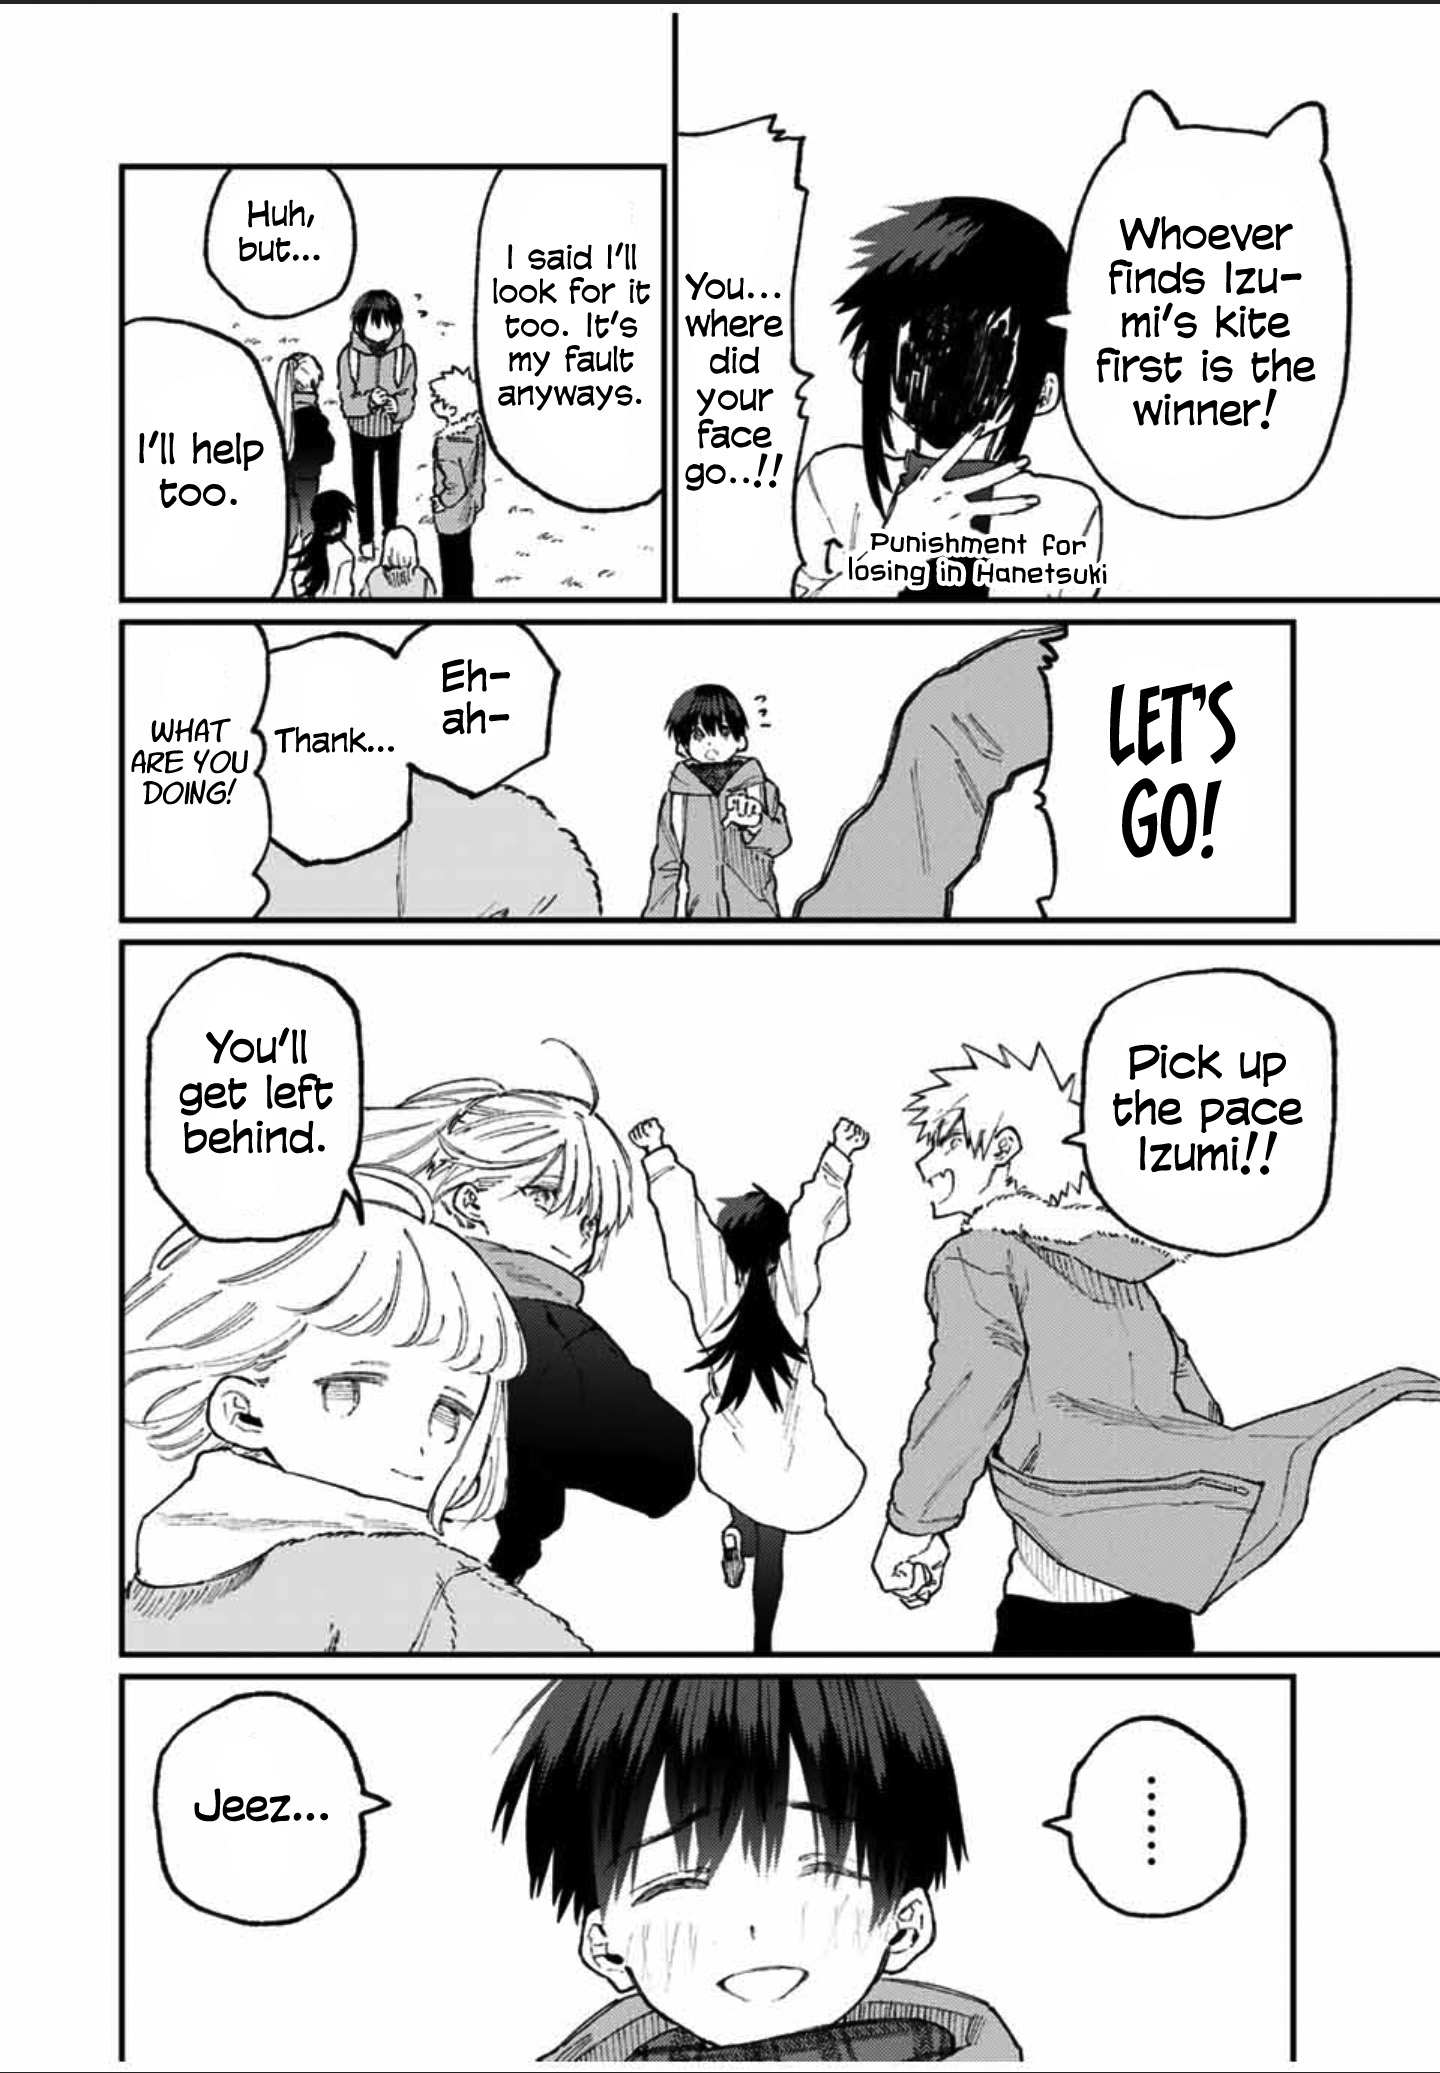 Whoever
finds Izu-
mi's kite
first is the
winner!
You...
where
did
your
face
go..!!
Punishment for
losing in Hanetsuki
I said I'll
look for it
too. It's
my fault
anyways.
Huh,
but...
I'll help
too.
LET'S
GO!
Eh-
ah-
Thank...
WHAT
ARE YOU
DOING!
Pick up
the pace
Izumi!!
You'll
get left
behind.
......
Jeez...